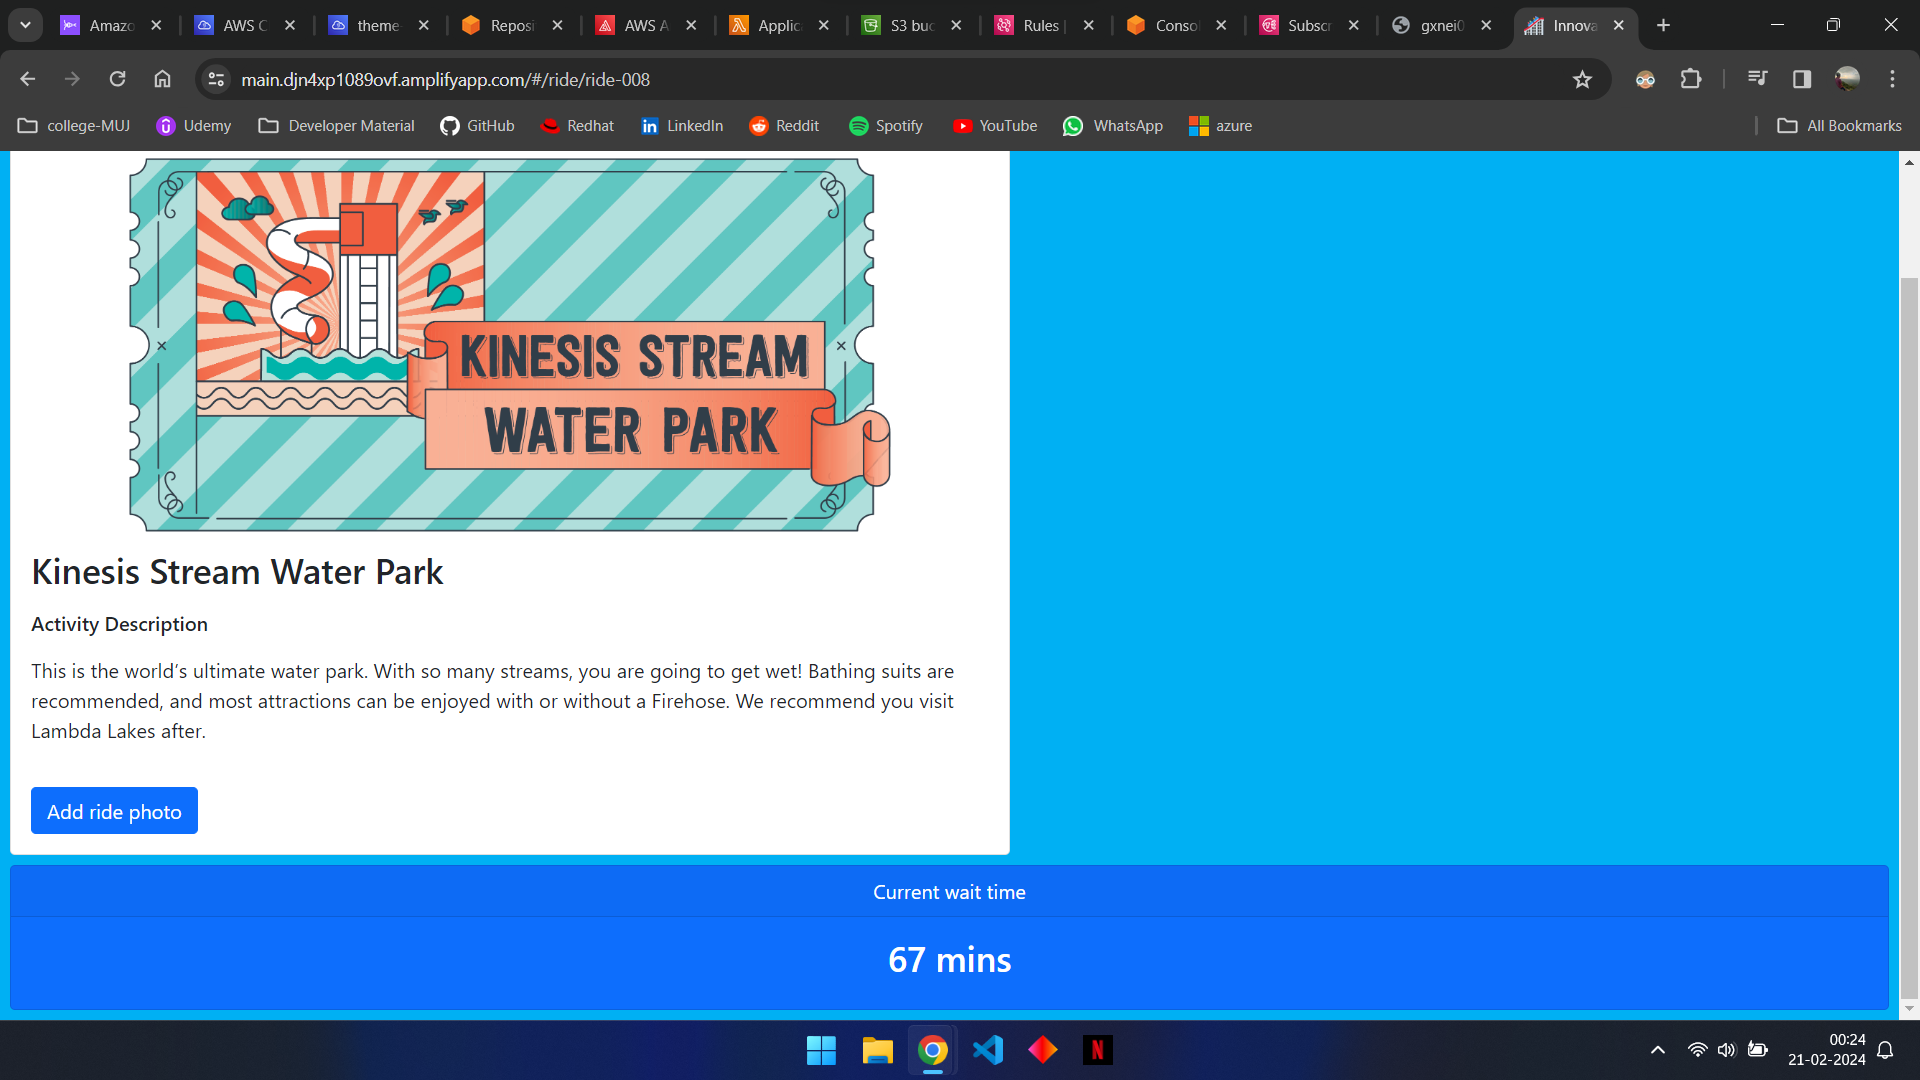 Amazo
AWS C
theme-
Reposi
AWS A
Applic
S3 buc
Rules |
Conso
Subscr
gxnei0
Innova
main.djn4xp1089ovf.amplifyapp.com/#/ride/ride-008
college-MUJ
Udemy
Developer Material
GitHub
Redhat
LinkedIn
Reddit
Spotify
YouTube
WhatsApp
azure
All Bookmarks
KINESIS STREAM
WATER PARK
Kinesis Stream Water Park
Activity Description
This is the world's ultimate water park. With so many streams, you are going to get wet! Bathing suits are
recommended, and most attractions can be enjoyed with or without a Firehose. We recommend you visit
Lambda Lakes after.
Add ride photo
Current wait time
67 mins
00:24
21-02-2024